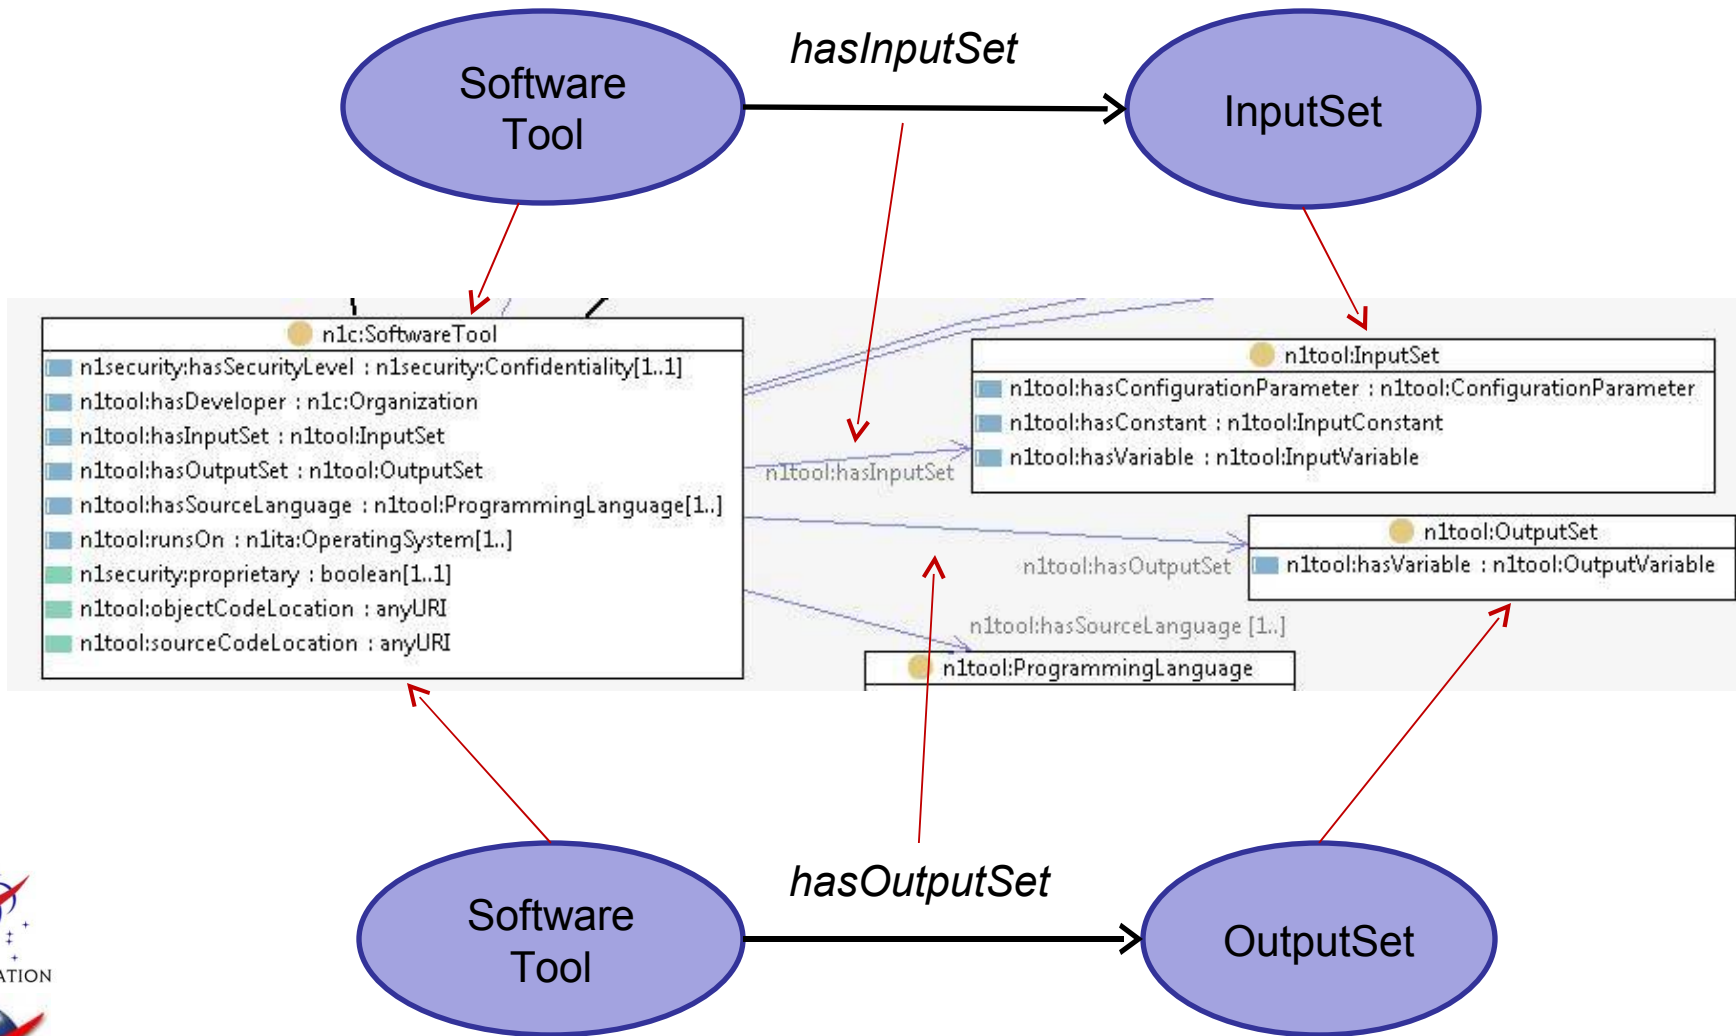 hasInputSet
Software
Tool
InputSet
n1c:SoftwareTool
n1security:hasSecurityLevel : n1security:Confidentiality[1..1]
n1tool:hasDeveloper : n1c:Organization
n1tool:hasInputSet : n1tool:InputSet
n1tool:hasOutputSet : n1tool:OutputSet
n1tool:hasSourceLanguage : n1tool:ProgrammingLanguage[1..]
n1tool:runsOn : n1ita:OperatingSystem[1..]
n1security:proprietary : boolean[1..1]
n1tool:objectCodeLocation : anyURI
n1tool:sourceCodeLocation : anyURI
n1tool:hasInputSet
n1tool:InputSet
n1tool:hasConfigurationParameter : n1tool:ConfigurationParameter
n1tool:hasConstant : n1tool:InputConstant
n1tool:hasVariable : n1tool:InputVariable
n1tool:hasOutputSet
n1tool:OutputSet
n1tool:hasVariable : n1tool:OutputVariable
n1tool:hasSourceLanguage [1..]
n1tool:ProgrammingLanguage
hasOutputSet
Software
Tool
OutputSet
ATION